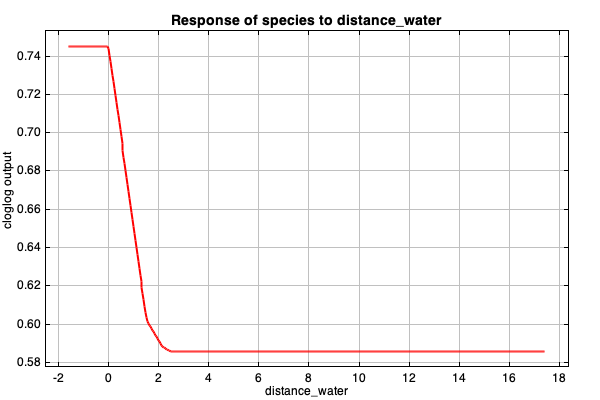 Response of species to distance_water
cloglog output
0.74
0.72
0.70
0.68
0.66
0.64
0.62
0.60
0.58
-2 0 2 4 6 8 10 12 14 16 18
distance_water